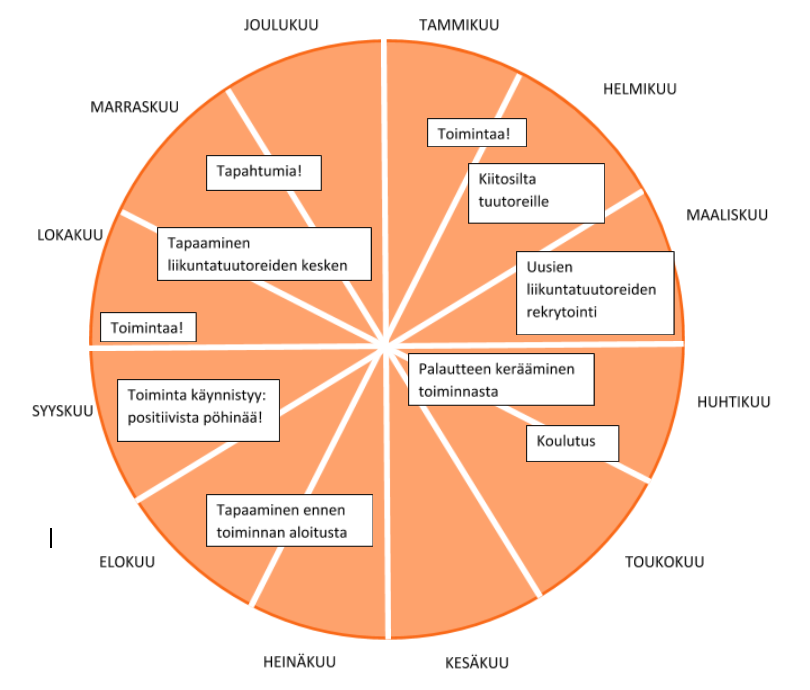 JOULUKUU
TAMMIKUU
HELMIKUU
MARRASKUU
Toimintaa!
Tapahtumia!
Kiitosilta
tuutoreille
MAALISKUU
LOKAKUU
Tapaaminen
liikuntatuutoreiden kesken
Uusien
liikuntatuutoreiden
rekrytointi
Toimintaa!
Palautteen kerääminen
toiminnasta
Toiminta käynnistyy:
positiivista pöhinää!
HUHTIKUU
SYYSKUU
Koulutus
Tapaaminen ennen
toiminnan aloitusta
ELOKUU
TOUKOKUU
HEINÄKUU
KESÄKUU